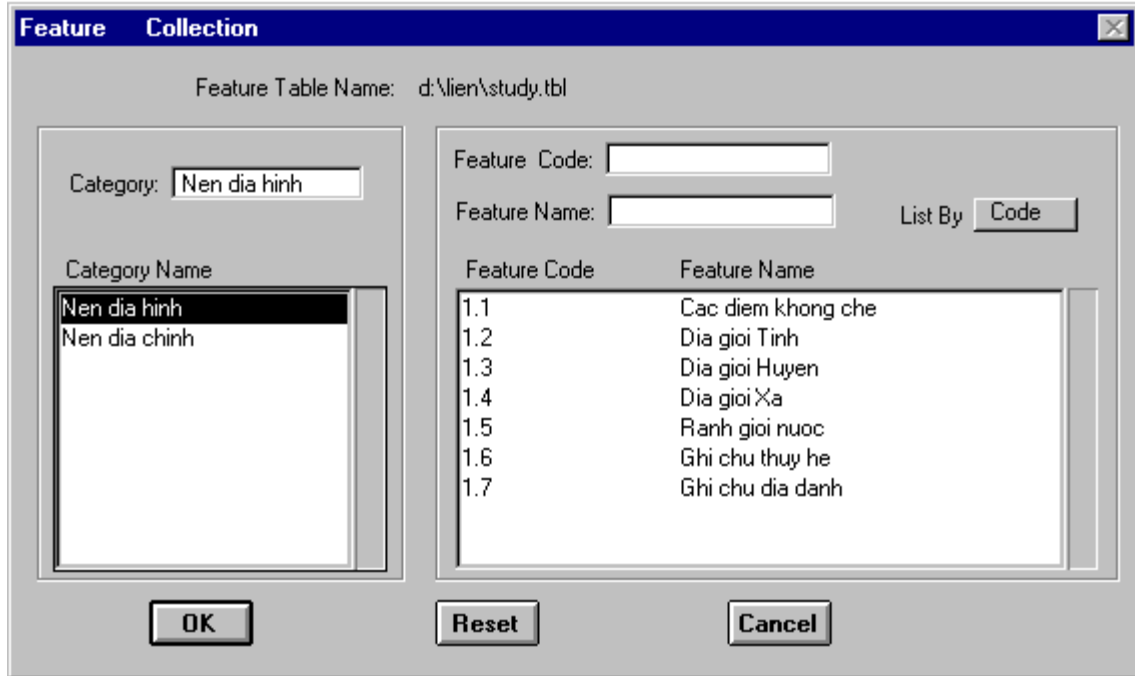 Feature Collection
Feature Table Name: d:\lien\study.tbl
Category: Nen dia hinh
Category Name
Nen dia hinh
Nen dia chinh
Feature Code:
Feature Name:
List By Code
Feature Code Feature Name
1.1 Cac diem khong che
1.2 Dia gioi Tinh
1.3 Dia gioi Huyen
1.4 Dia gioi Xa
1.5 Ranh gioi nuoc
1.6 Ghi chu thuy he
1.7 Ghi chu dia danh
OK Reset Cancel